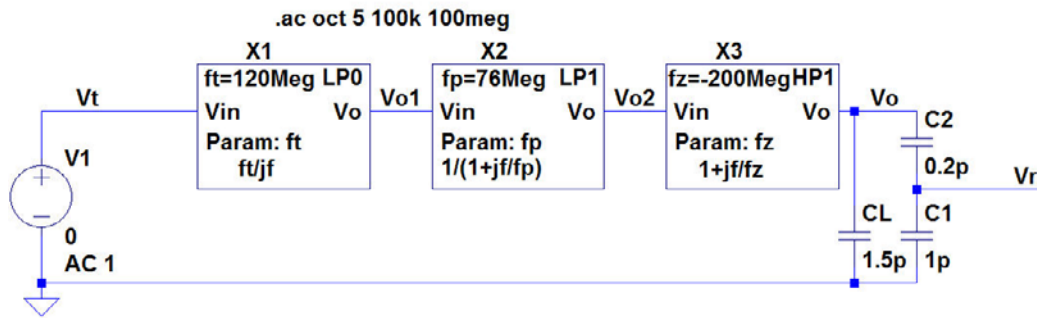 .ac oct 5 100k 100meg
X1
X2
X3
ft=120Meg LP0
fp=76Meg LP1
fz=-200Meg HP1
Vt
Vin
Vo
Vo1
Vin
Vo
Vo2
Vin
Vo
Vo
C2
V1
Param: ft
Param: fp
Param: fz
ft/jf
1/(1+jf/fp)
1+jf/fz
0.2p
Vr
CL
C1
0
1.5p
1p
AC 1